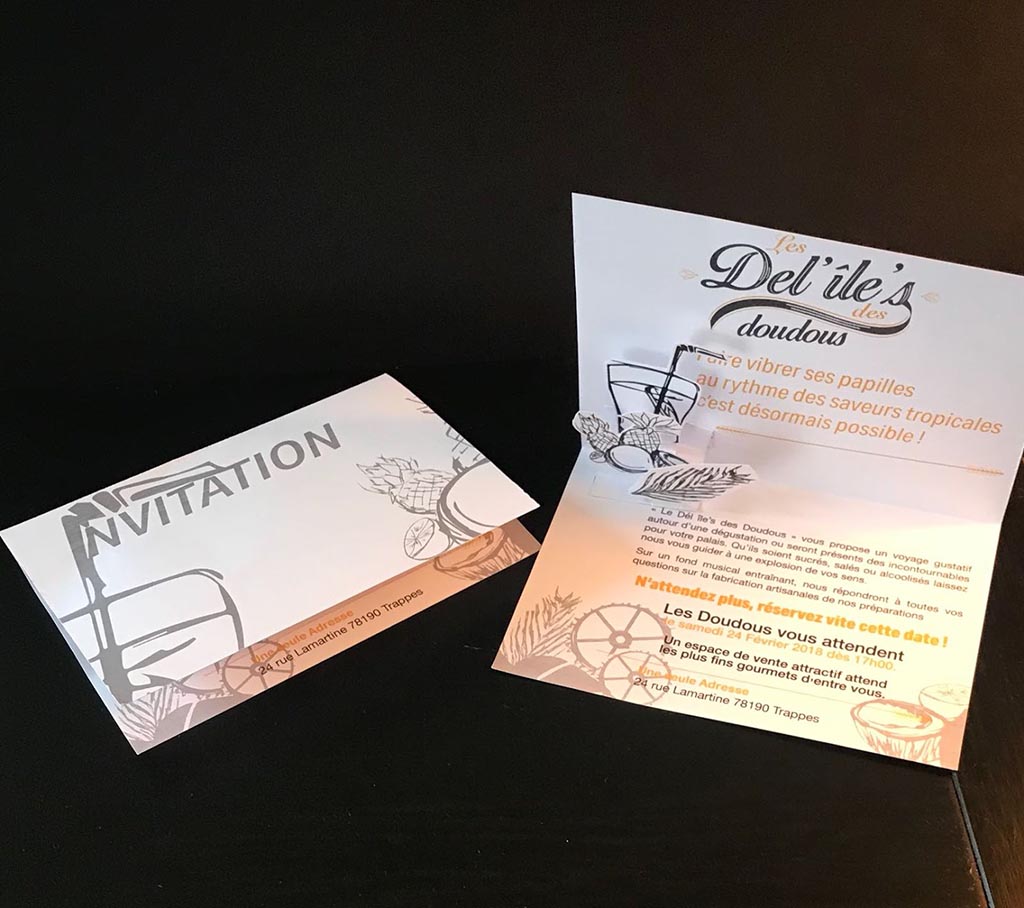 INVITATION
Une seule Adresse
24 rue Lamartine 78190 Trappes
Les
Del'île's
des
doudous
Faire vibrer ses papilles
au rythme des saveurs tropicales
c'est désormais possible !
« Le Dél île's des Doudous » vous propose un voyage gustatif
autour d'une dégustation ou seront présents des incontournables
pour votre palais. Qu'ils soient sucrés, salés ou alcoolisés laissez
nous vous guider à une explosion de vos sens.
Sur un fond musical entraînant, nous répondront à toutes vos
questions sur la fabrication artisanales de nos préparations
N'attendez plus, réservez vite cette date !
Les Doudous vous attendent
le samedi 24 Février 2018 dès 17h00.
Un espace de vente attractif attend
les plus fins gourmets d'entre vous.
Une seule Adresse
24 rue Lamartine 78190 Trappes